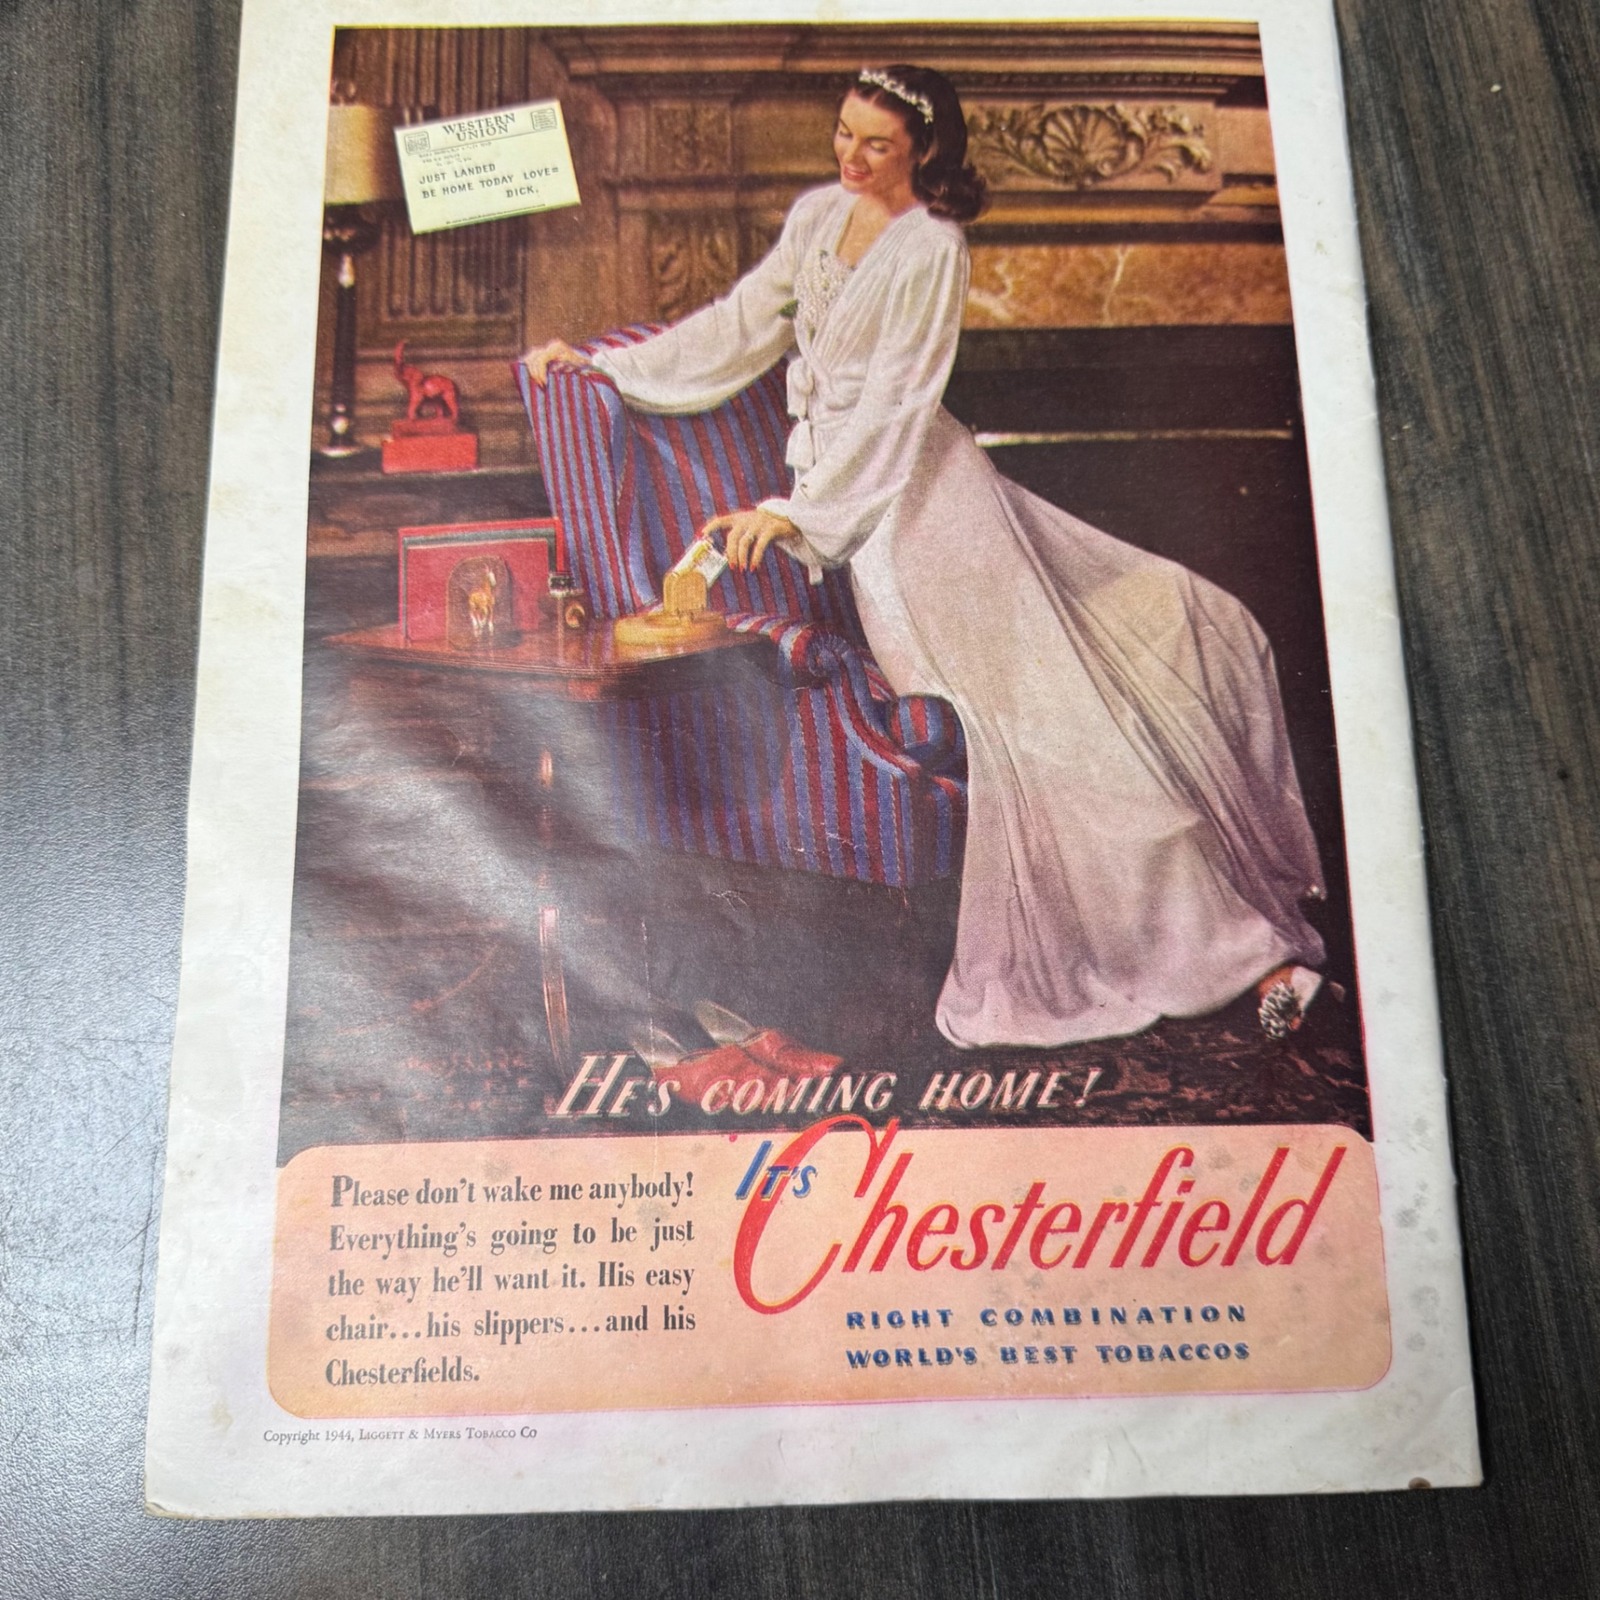 WESTERN
UNION
JUST LANDED
BE HOME TODAY LOVE=
DICK.
HE'S COMING HOME!
IT'S Chesterfield
RIGHT COMBINATION
WORLD'S BEST TOBACCOS
Please don't wake me anybody!
Everything's going to be just
the way he'll want it. His easy
chair...his slippers...and his
Chesterfields.
Copyright 1944, LIGGETT & MYERS TOBACCO CO